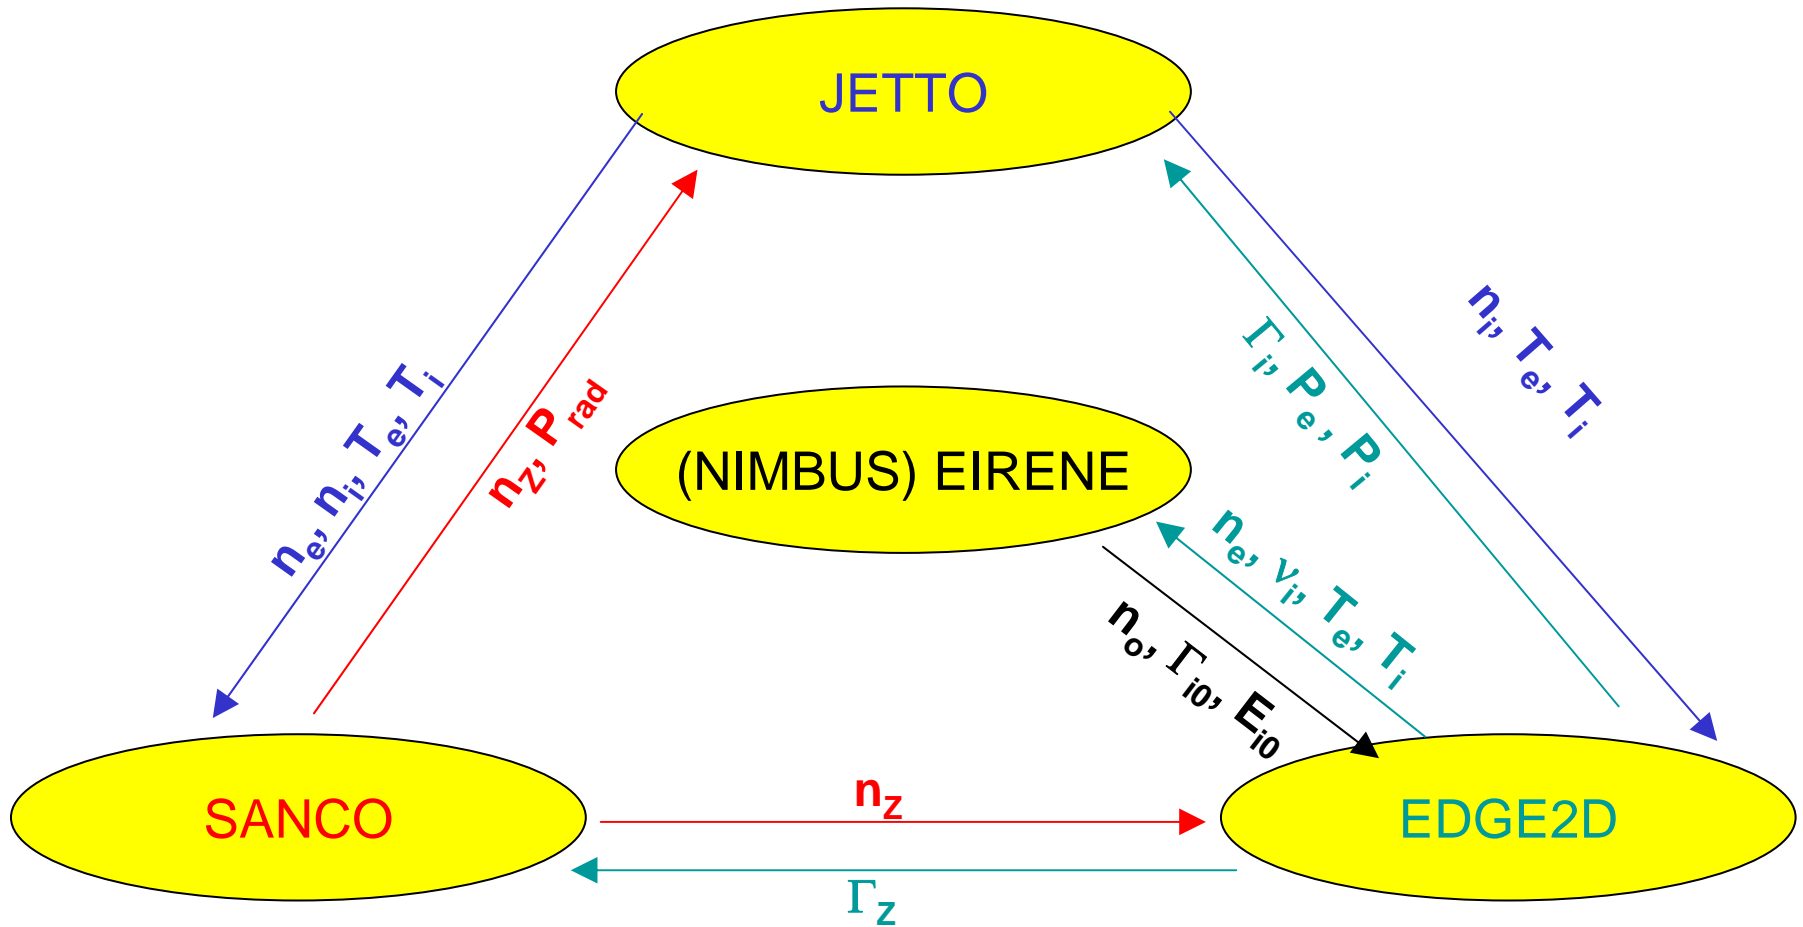 JETTO
n_e, n_i, T_e, T_i
n_Z, P_rad
Γ_i, P_e, P_i
n_i, T_e, T_i
(NIMBUS) EIRENE
n_e, ν_i, T_e, T_i
n_o, Γ_i0, E_i0
SANCO
n_Z
EDGE2D
Γ_Z